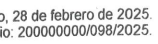 o, 28 de febrero de 2025.
io: 200000000/098/2025.